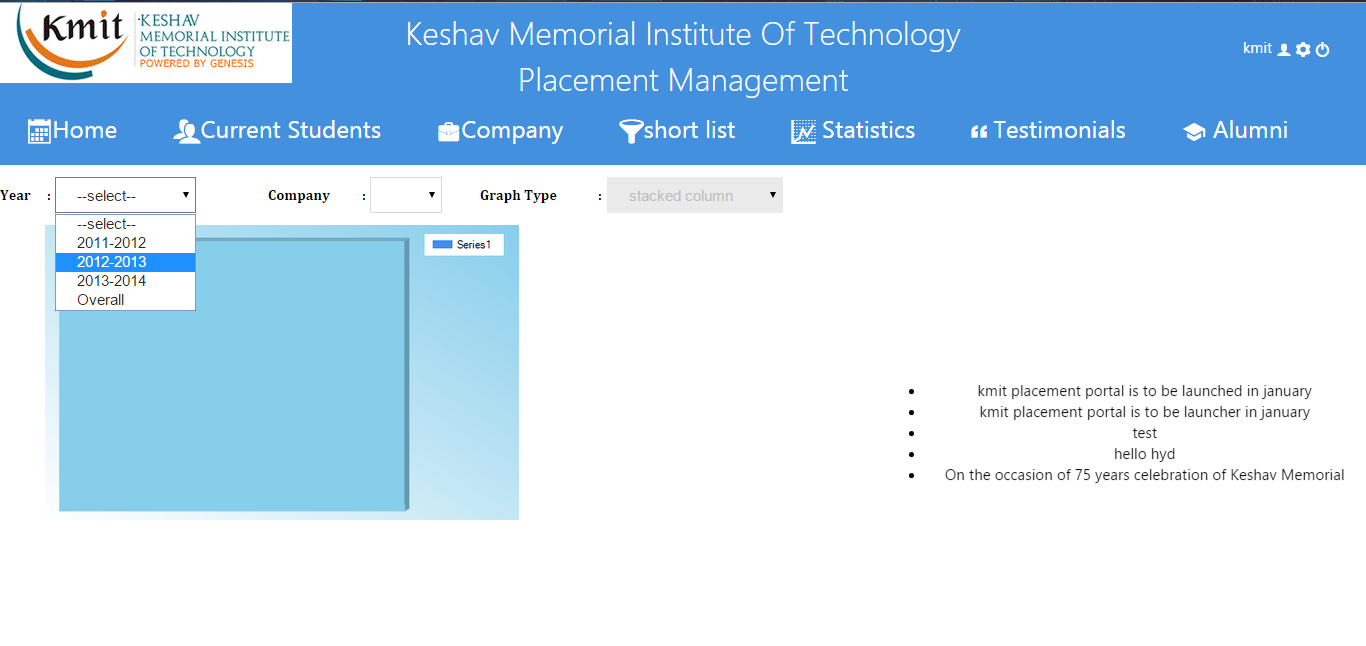 Kmit
KESHAV
MEMORIAL INSTITUTE
OF TECHNOLOGY
POWERED BY GENESIS
Keshav Memorial Institute Of Technology
Placement Management
kmit
Home Current Students Company short list Statistics Testimonials Alumni
Year : --select-- Company : Graph Type : stacked column
--select--
2011-2012
2012-2013
2013-2014
Overall
Series1
kmit placement portal is to be launched in january
kmit placement portal is to be launcher in january
test
hello hyd
On the occasion of 75 years celebration of Keshav Memorial